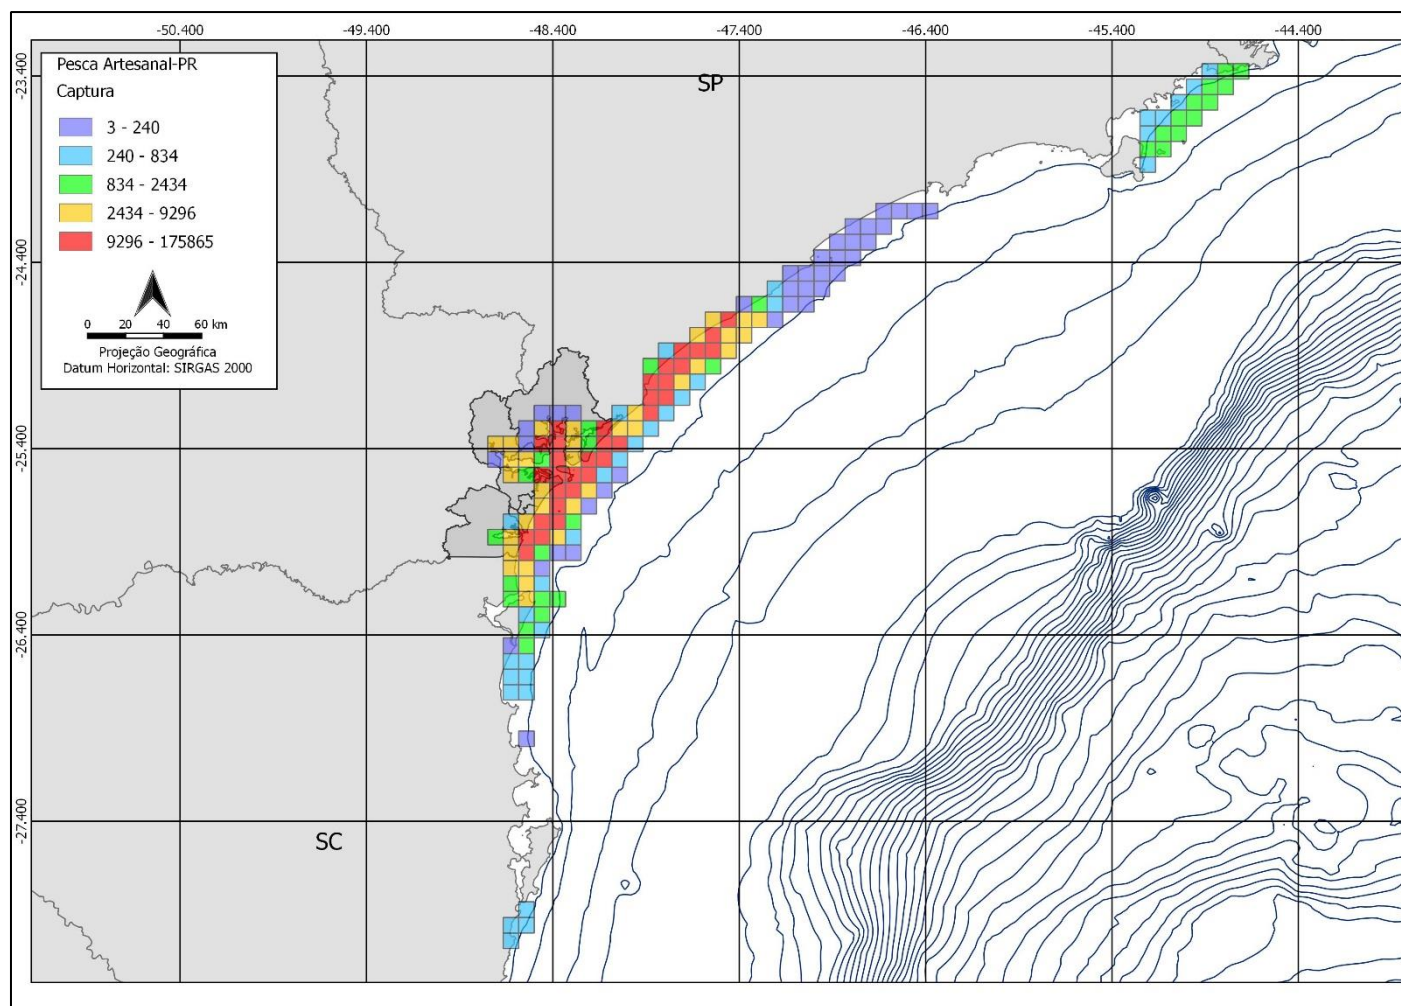 -50.400 -49.400 -48.400 -47.400 -46.400 -45.400 -44.400
Pesca Artesanal-PR
Captura
3 - 240
240 - 834
834 - 2434
2434 - 9296
9296 - 175865
0 20 40 60 km
Projeção Geográfica
Datum Horizontal: SIRGAS 2000
SP
SC
-23.400
-24.400
-25.400
-26.400
-27.400